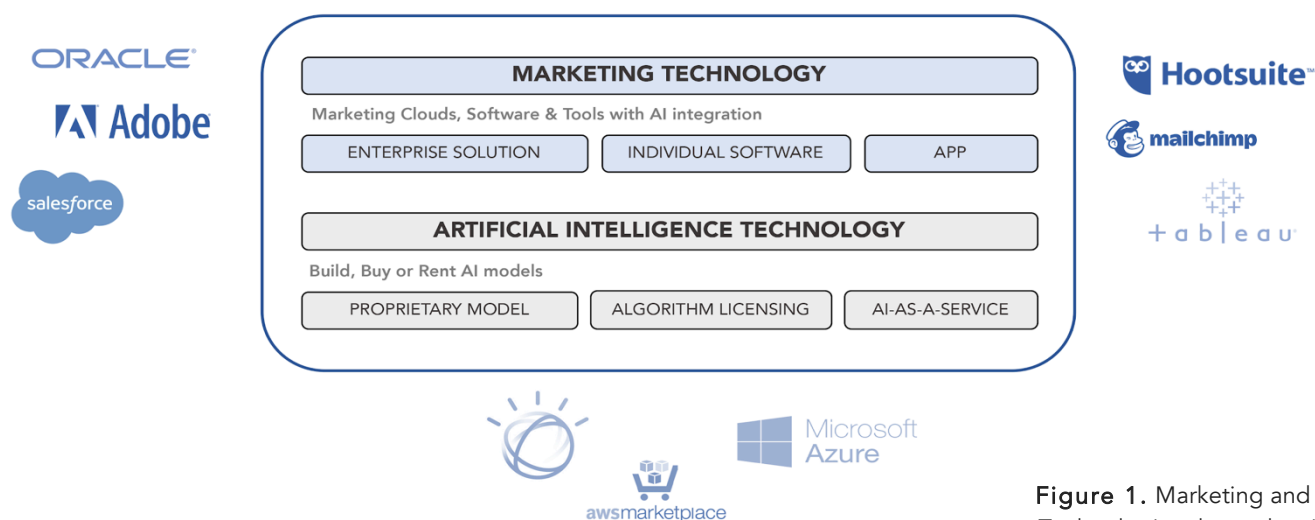 ORACLE
Adobe
salesforce
MARKETING TECHNOLOGY
Marketing Clouds, Software & Tools with AI integration
ENTERPRISE SOLUTION
INDIVIDUAL SOFTWARE
APP
ARTIFICIAL INTELLIGENCE TECHNOLOGY
Build, Buy or Rent AI models
PROPRIETARY MODEL
ALGORITHM LICENSING
AI-AS-A-SERVICE
Hootsuite™
mailchimp
+ableau
Microsoft
Azure
awsmarketplace
Figure 1. Marketing and